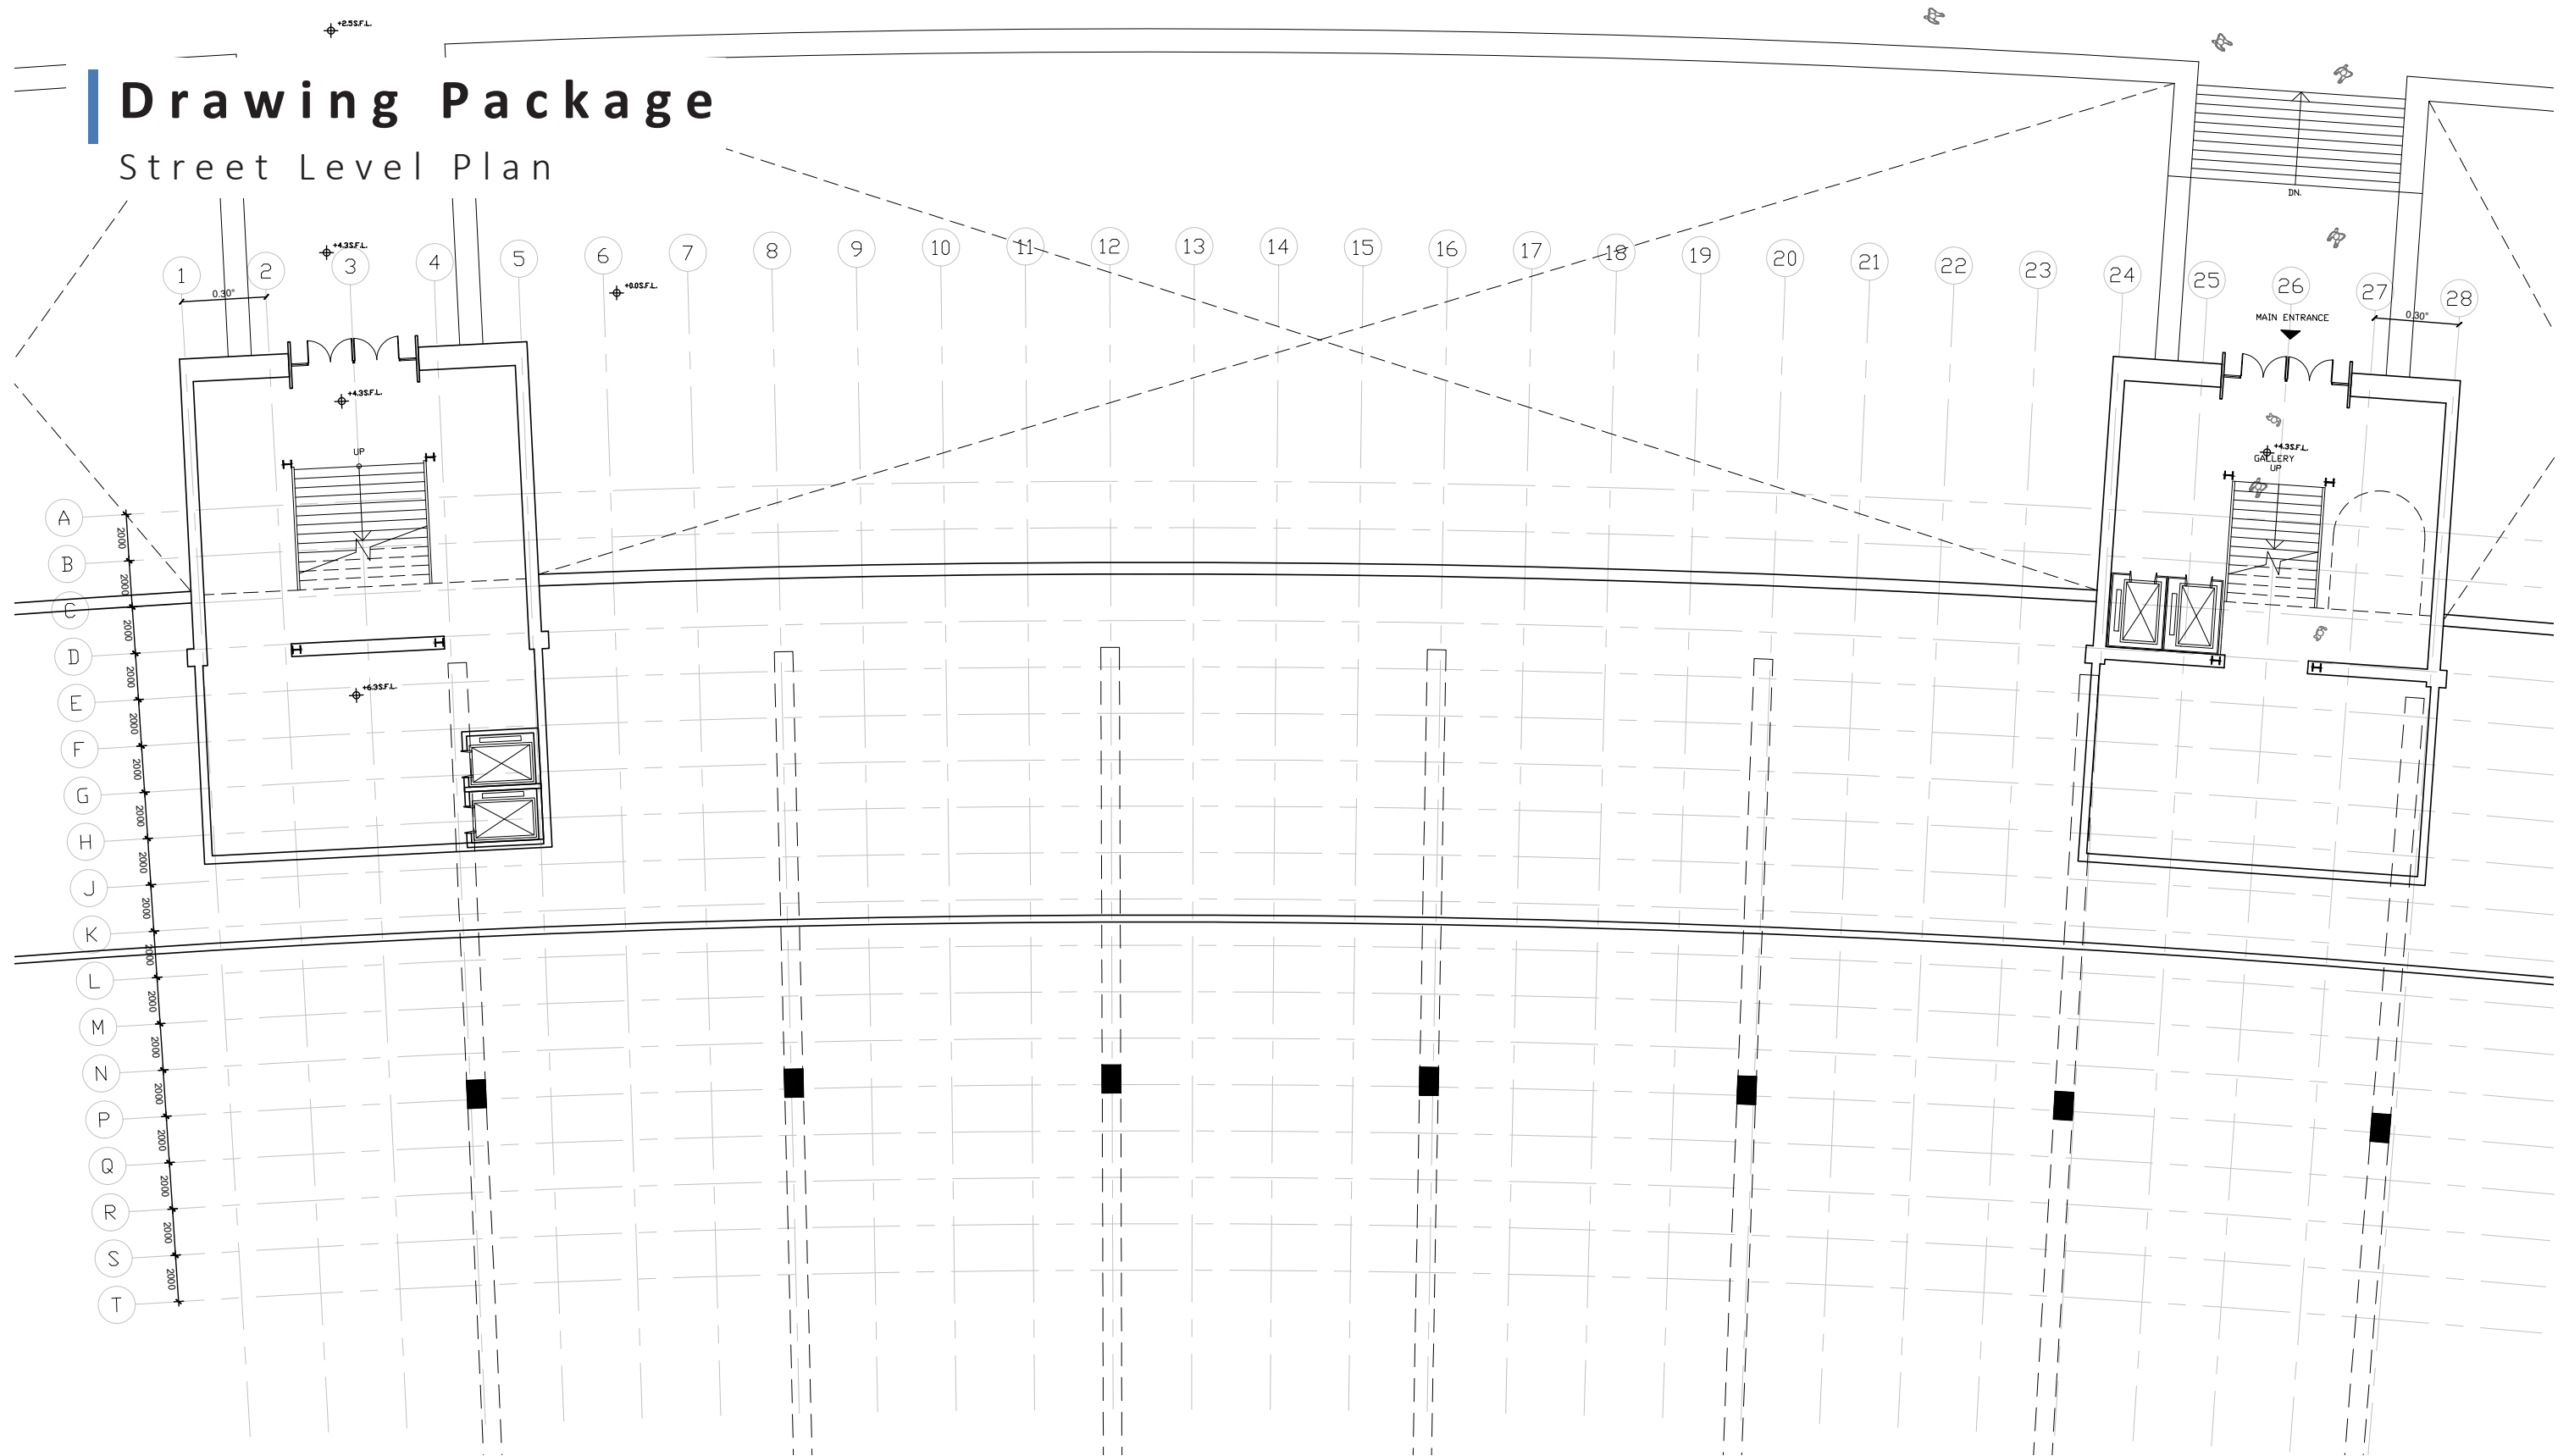 +2.5S.F.L.
Drawing Package
Street Level Plan
DN.
+4.3S.F.L.
1 2 3 4 5 6 7 8 9 10 11 12 13 14 15 16 17 18 19 20 21 22 23 24 25 26 27 28
0.30°
+0.0S.F.L.
MAIN ENTRANCE
0.30°
+4.3S.F.L.
UP
+4.3S.F.L.
GALLERY
UP
A
2000
B
2000
C
2000
D
2000
E
+6.3S.F.L.
2000
F
2000
G
2000
H
2000
J
2000
K
2000
L
2000
M
2000
N
2000
P
2000
Q
2000
R
2000
S
2000
T